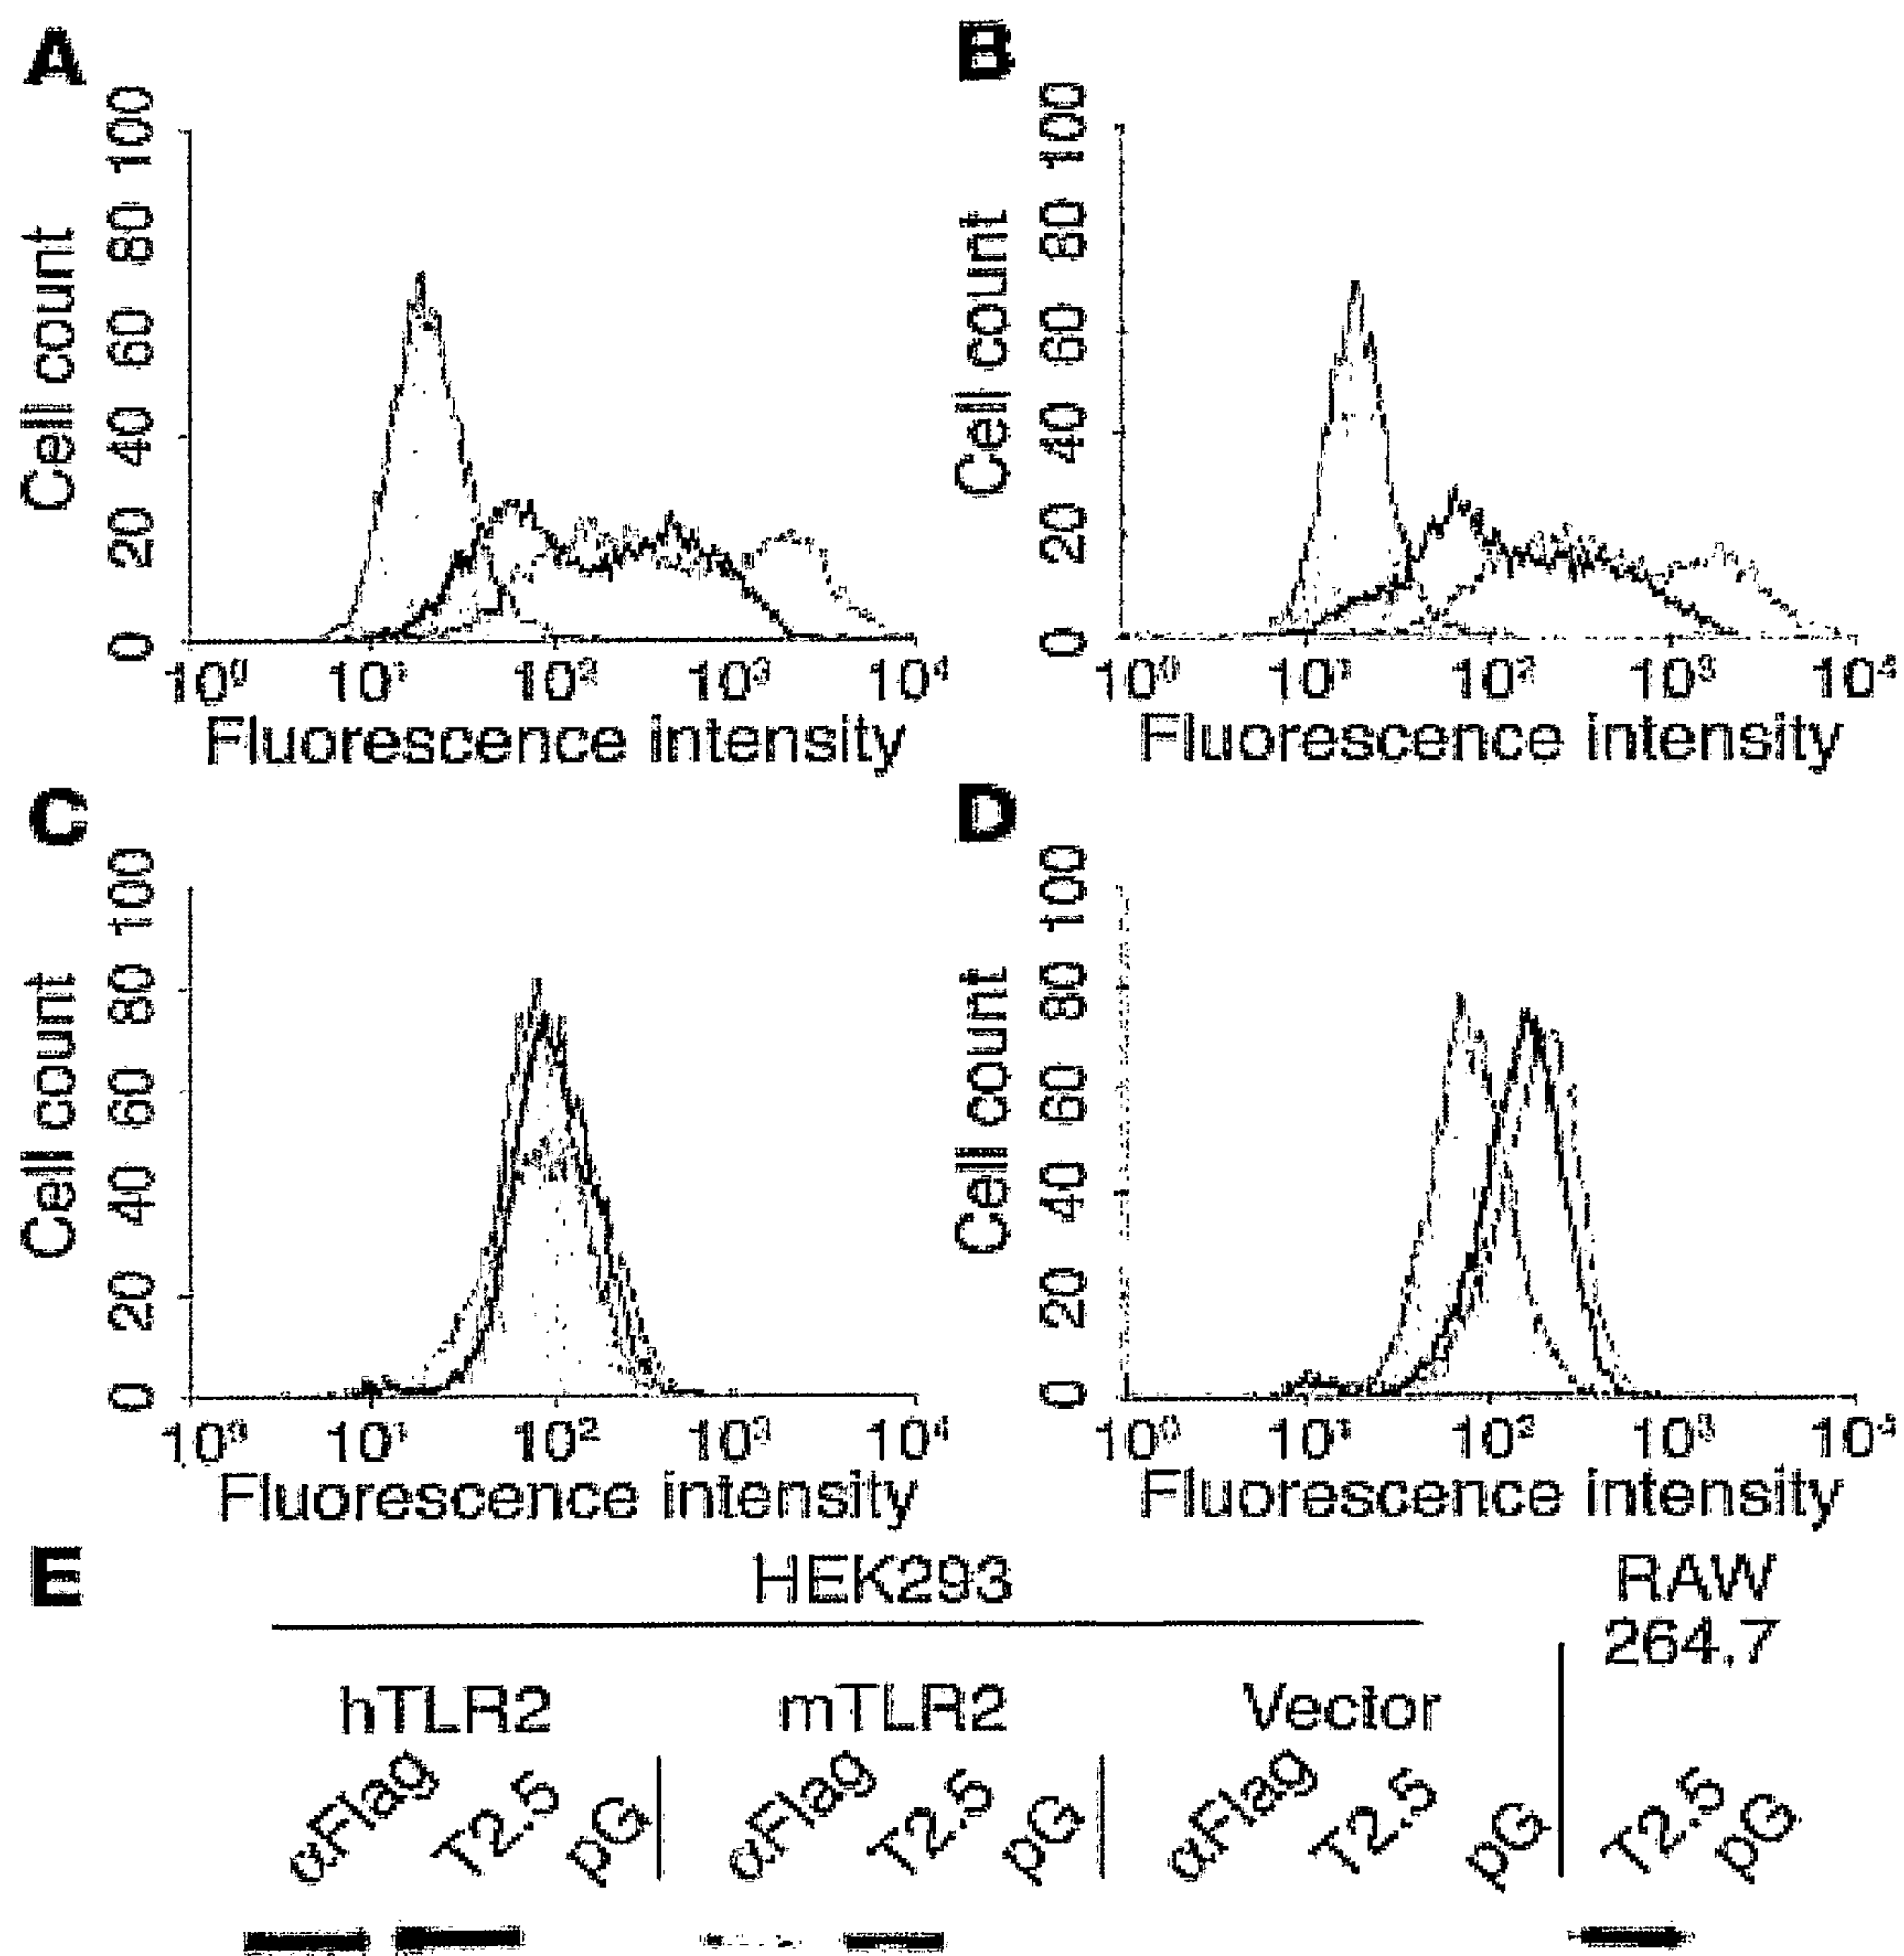 A
Cell count
0 20 40 60 80 100
10⁰ 10¹ 10² 10³ 10⁴
Fluorescence intensity
B
Cell count
0 20 40 60 80 100
10⁰ 10¹ 10² 10³ 10⁴
Fluorescence intensity
C
Cell count
0 20 40 60 80 100
10⁰ 10¹ 10² 10³ 10⁴
Fluorescence intensity
D
Cell count
0 20 40 60 80 100
10⁰ 10¹ 10² 10³ 10⁴
Fluorescence intensity
E
HEK293
RAW
264.7
hTLR2 mTLR2 Vector
αFlag T2.5 pG αFlag T2.5 pG αFlag T2.5 pG T2.5 pG